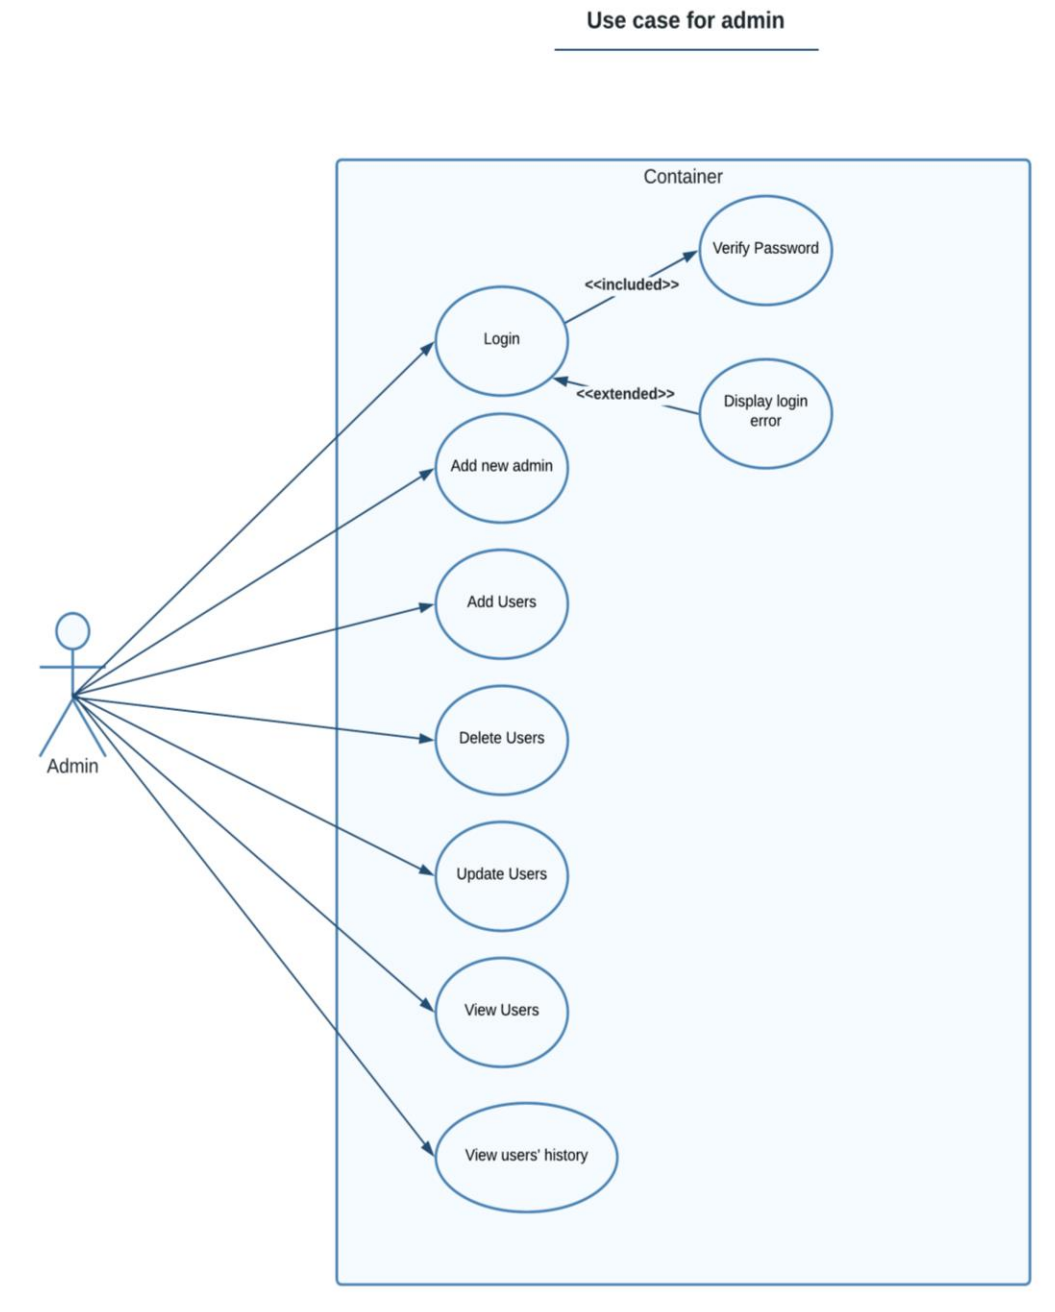 Use case for admin
Container
Verify Password
<<included>>
Login
<<extended>>
Display login
error
Add new admin
Add Users
Delete Users
Admin
Update Users
View Users
View users' history